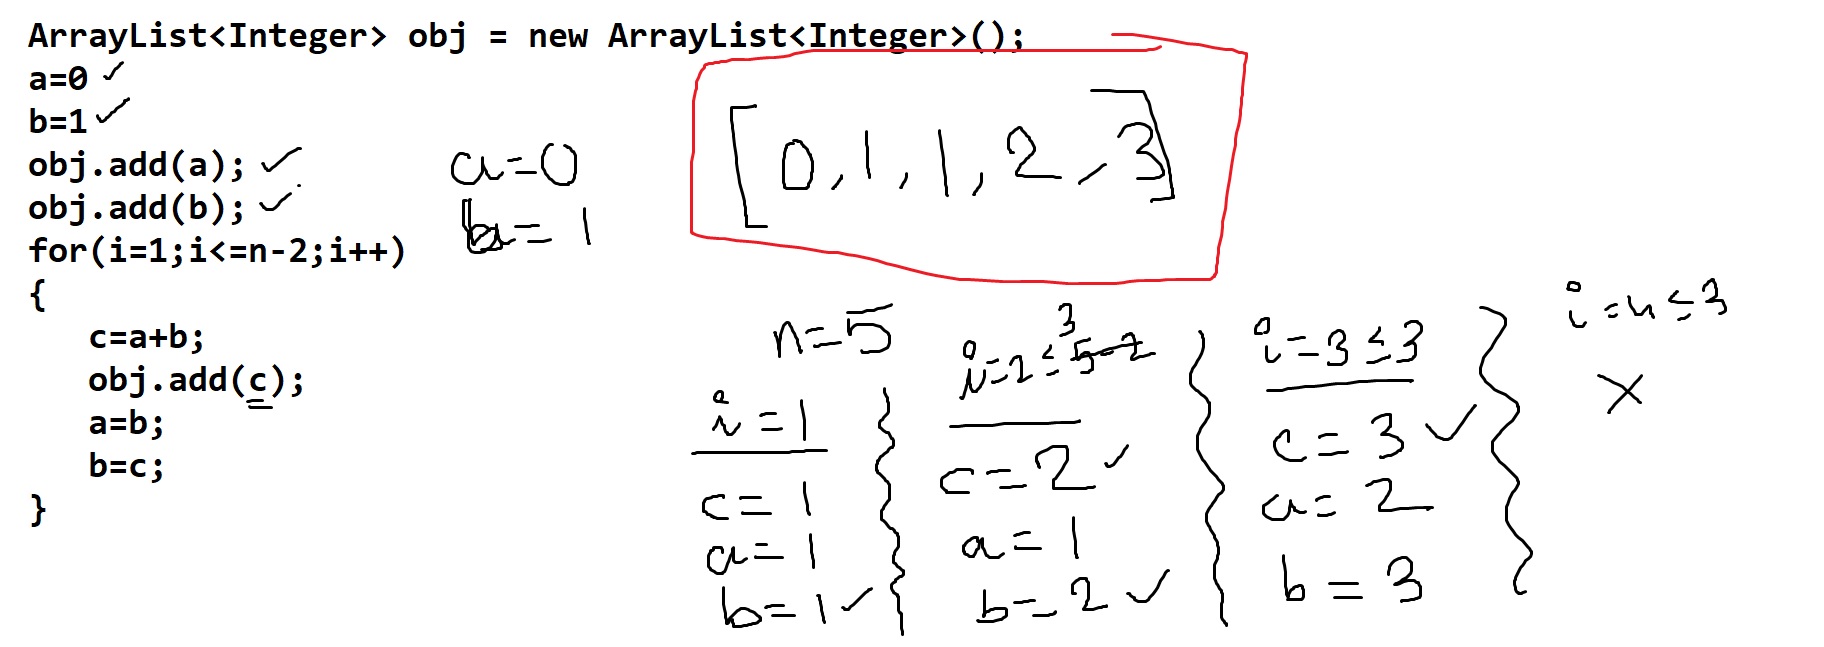 ArrayList<Integer> obj = new ArrayList<Integer>();
a=0
b=1
obj.add(a);
obj.add(b);
for(i=1;i<=n-2;i++)
{
c=a+b;
obj.add(c);
a=b;
b=c;
}
a=0
b=1
[0,1,1,2,3]
n=5
i=1
c=1
a=1
b=1
i=2≤5-2
3
c=2
a=1
b=2
i=3≤3
c=3
a=2
b=3
i=4≤3